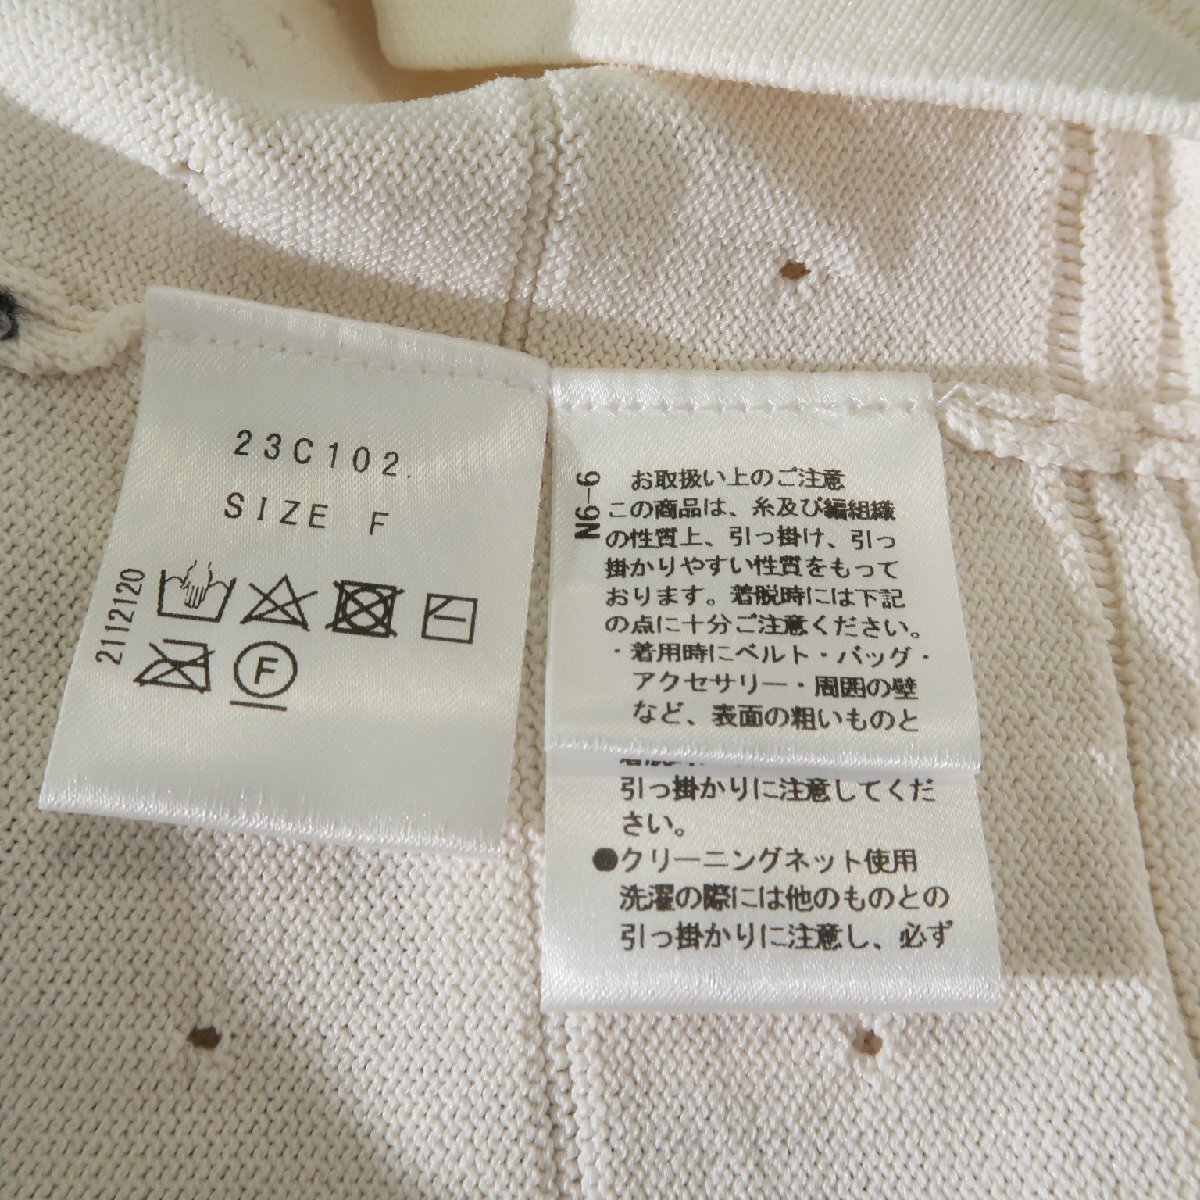 23C102.
SIZE F
2112120
F
N6-6
お取扱い上のご注意
この商品は、糸及び編組織
の性質上、引っ掛け、引っ
掛かりやすい性質をもって
おります。着脱時には下記
の点に十分ご注意ください。
・着用時にベルト・バッグ・
アクセサリー・周囲の壁
など、表面の粗いものと
引っ掛かりに注意してくだ
さい。
●クリーニングネット使用
洗濯の際には他のものとの
引っ掛かりに注意し、必ず